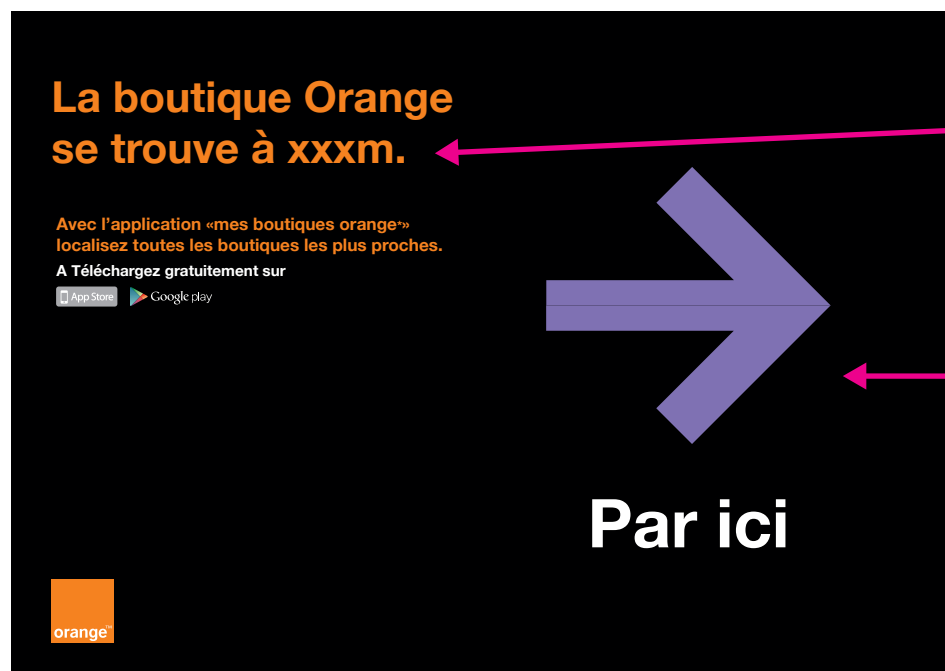 La boutique Orange
se trouve à xxxm.
Avec l’application «mes boutiques orange*»
localisez toutes les boutiques les plus proches.
A Téléchargez gratuitement sur
App Store Google play
Par ici
orange™